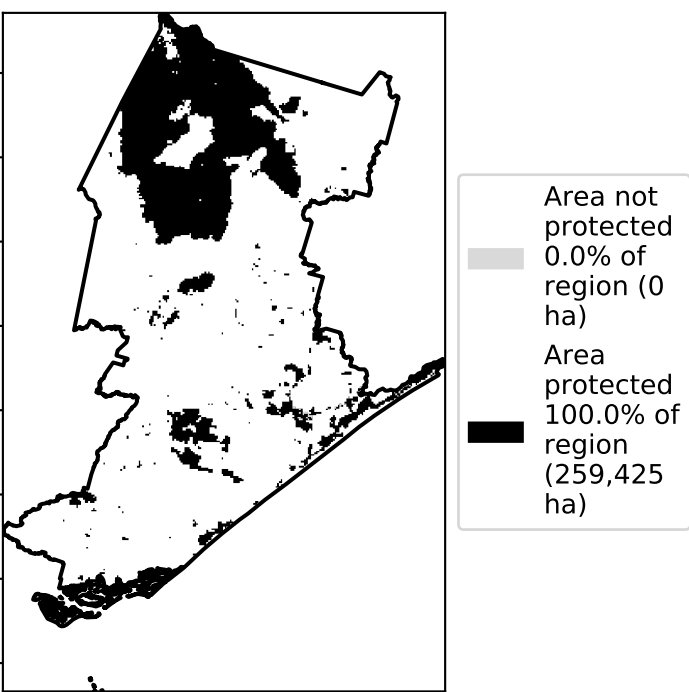 Area not
protected
0.0% of
region (0
ha)
Area
protected
100.0% of
region
(259,425
ha)